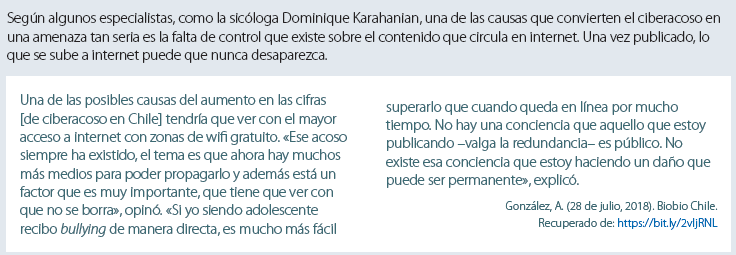 Según algunos especialistas, como la sicóloga Dominique Karahanian, una de las causas que convierten el ciberacoso en
una amenaza tan seria es la falta de control que existe sobre el contenido que circula en internet. Una vez publicado, lo
que se sube a internet puede que nunca desaparezca.
Una de las posibles causas del aumento en las cifras
[de ciberacoso en Chile] tendría que ver con el mayor
acceso a internet con zonas de wifi gratuito. «Ese acoso
siempre ha existido, el tema es que ahora hay muchos
más medios para poder propagarlo y además está un
factor que es muy importante, que tiene que ver con
que no se borra», opinó. «Si yo siendo adolescente
recibo bullying de manera directa, es mucho más fácil
superarlo que cuando queda en línea por mucho
tiempo. No hay una conciencia que aquello que estoy
publicando –valga la redundancia– es público. No
existe esa conciencia que estoy haciendo un daño que
puede ser permanente», explicó.
González, A. (28 de julio, 2018). Biobio Chile.
Recuperado de: https://bit.ly/2vljRNL